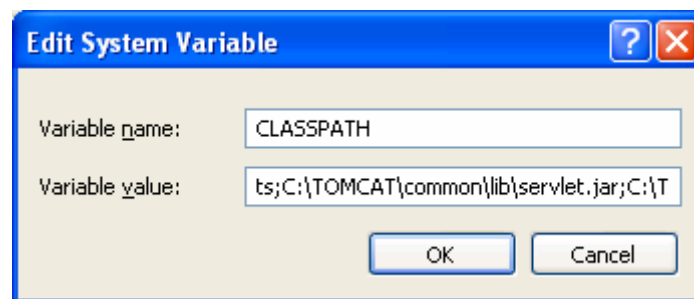 Edit System Variable
Variable name: CLASSPATH
Variable value: ts;C:\TOMCAT\common\lib\servlet.jar;C:\T
OK Cancel